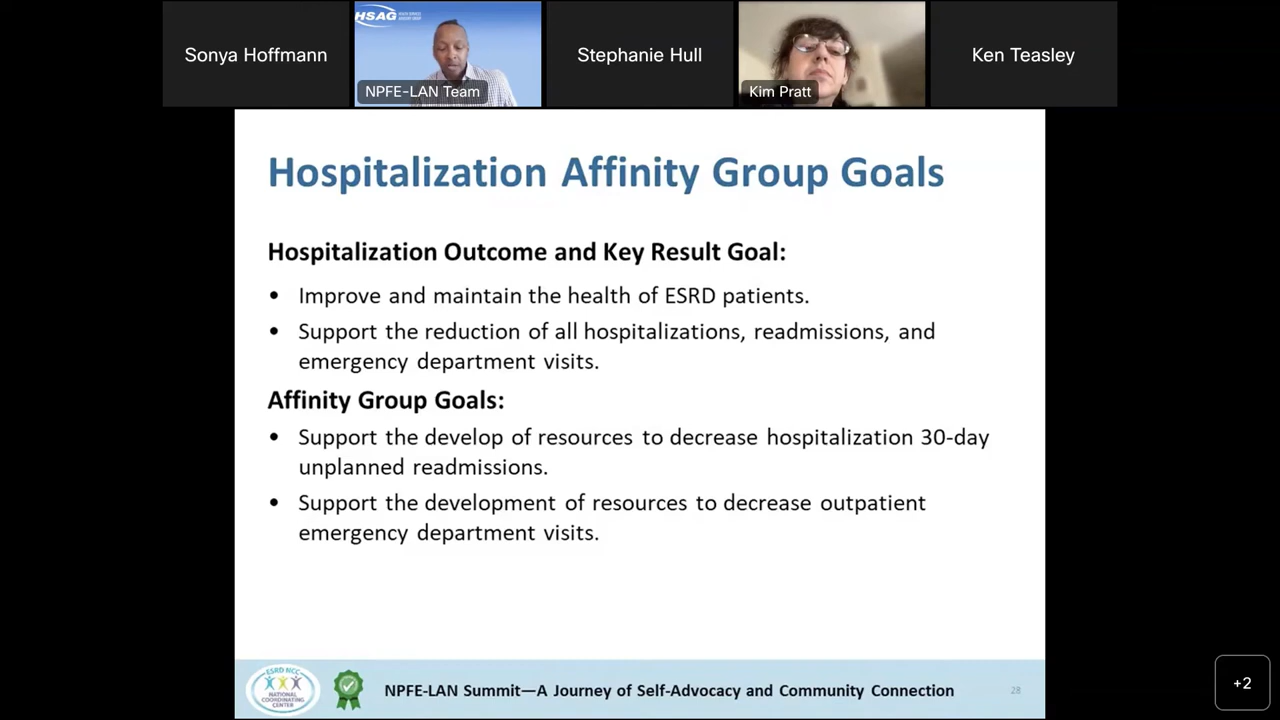 Sonya Hoffmann
HSAG
NPFE-LAN Team
Stephanie Hull
Kim Pratt
Ken Teasley
Hospitalization Affinity Group Goals
Hospitalization Outcome and Key Result Goal:
• Improve and maintain the health of ESRD patients.
• Support the reduction of all hospitalizations, readmissions, and
emergency department visits.
Affinity Group Goals:
• Support the develop of resources to decrease hospitalization 30-day
unplanned readmissions.
• Support the development of resources to decrease outpatient
emergency department visits.
ESRD NCC
NATIONAL
COORDINATING
CENTER
NPFE-LAN Summit—A Journey of Self-Advocacy and Community Connection
28
+2